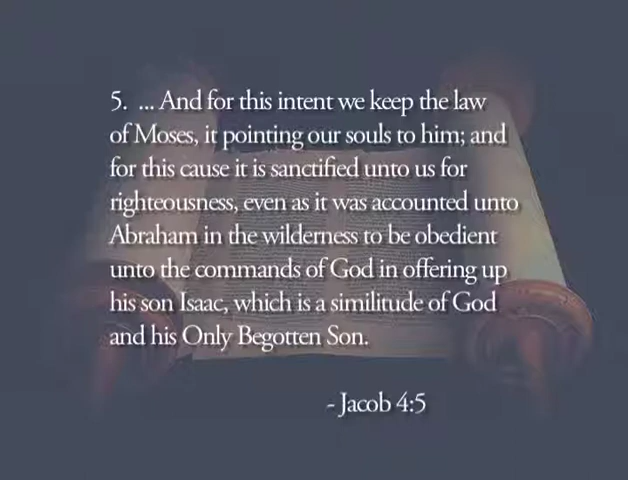 5. ... And for this intent we keep the law
of Moses, it pointing our souls to him; and
for this cause it is sanctified unto us for
righteousness, even as it was accounted unto
Abraham in the wilderness to be obedient
unto the commands of God in offering up
his son Isaac, which is a similitude of God
and his Only Begotten Son.
- Jacob 4:5